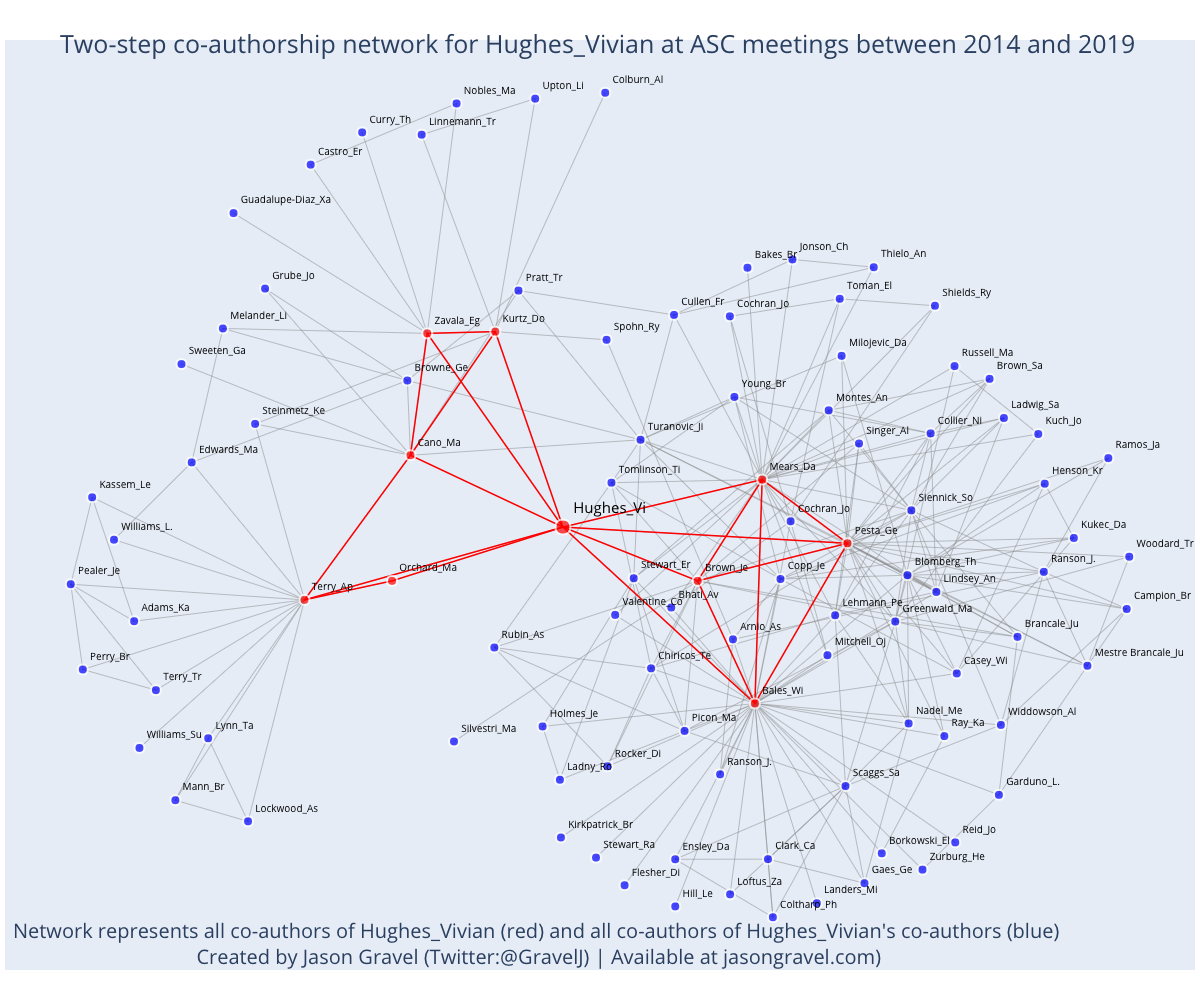 Two-step co-authorship network for Hughes_Vivian at ASC meetings between 2014 and 2019
Colburn_Al
Upton_Li
Nobles_Ma
Curry_Th
Linnemann_Tr
Castro_Er
Guadalupe-Diaz_Xa
Jonson_Ch
Bakes_Br
Thielo_An
Grube_Jo
Pratt_Tr
Toman_El
Cullen_Fr
Cochran_Jo
Shields_Ry
Melander_Li
Zavala_Eg
Kurtz_Do
Spohn_Ry
Milojevic_Da
Sweeten_Ga
Browne_Ge
Russell_Ma
Brown_Sa
Young_Br
Montes_An
Ladwig_Sa
Steinmetz_Ke
Turanovic_Ji
Singer_Al
Collier_Ni
Kuch_Jo
Cano_Ma
Ramos_Ja
Edwards_Ma
Tomlinson_Ti
Mears_Da
Henson_Kr
Kassem_Le
Siennick_So
Hughes_Vi
Cochran_Jo
Pesta_Ge
Kukec_Da
Williams_L.
Woodard_Tr
Stewart_Er
Orchard_Ma
Brown_Je
Copp_Je
Blomberg_Th
Ranson_J.
Pealer_Je
Terry_Ap
Bhati_Av
Lindsey_An
Adams_Ka
Valentine_Co
Lehmann_Pe
Greenwald_Ma
Campion_Br
Rubin_As
Arnio_As
Mitchell_Oj
Brancale_Ju
Perry_Br
Terry_Tr
Chiricos_Te
Casey_Wi
Mestre Brancale_Ju
Bales_Wi
Williams_Su
Lynn_Ta
Silvestri_Ma
Holmes_Je
Picon_Ma
Nadel_Me
Ray_Ka
Widdowson_Al
Rocker_Di
Ladny_Ro
Ranson_J.
Scaggs_Sa
Garduno_L.
Mann_Br
Lockwood_As
Kirkpatrick_Br
Stewart_Ra
Ensley_Da
Clark_Ca
Borkowski_El
Reid_Jo
Zurburg_He
Flesher_Di
Loftus_Za
Gaes_Ge
Hill_Le
Landers_Mi
Coltharp_Ph
Network represents all co-authors of Hughes_Vivian (red) and all co-authors of Hughes_Vivian's co-authors (blue)
Created by Jason Gravel (Twitter:@GravelJ) | Available at jasongravel.com)